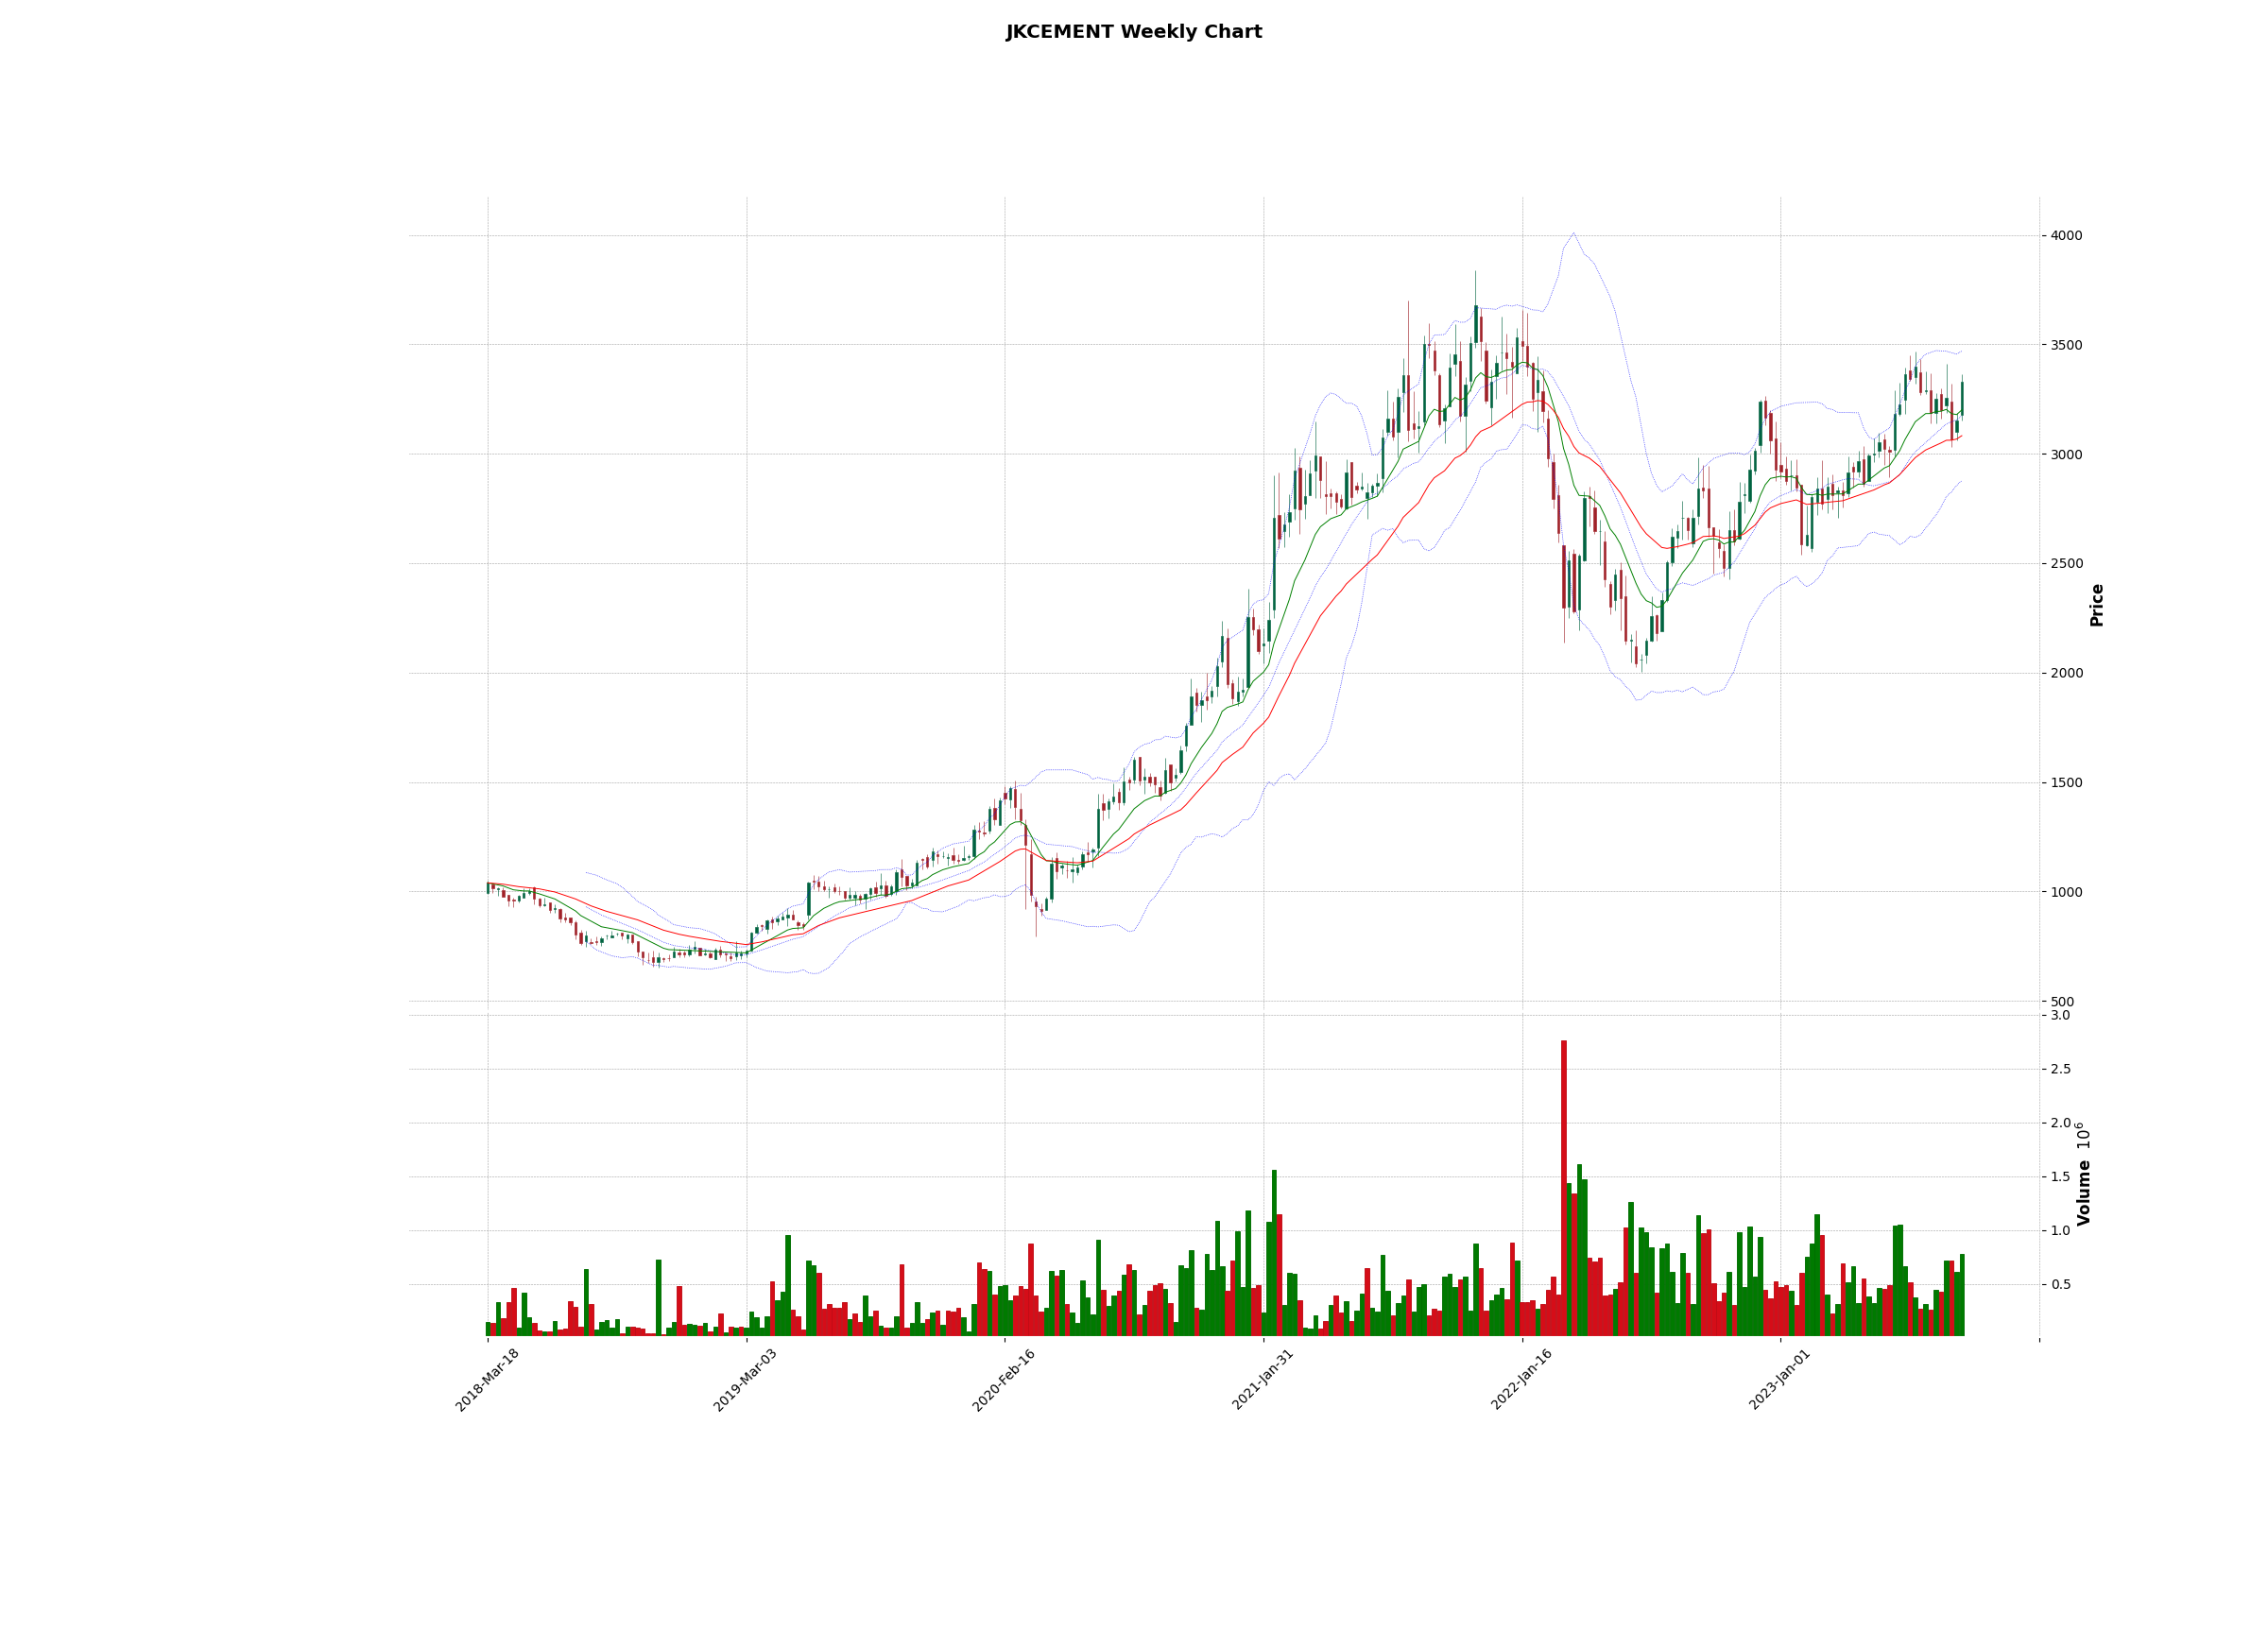 JKCEMENT Weekly Chart
4000
3500
3000
2500
2000
1500
1000
500
Price
3.0
2.5
2.0
1.5
1.0
0.5
Volume 10^6
2018-Mar-18
2019-Mar-03
2020-Feb-16
2021-Jan-31
2022-Jan-16
2023-Jan-01